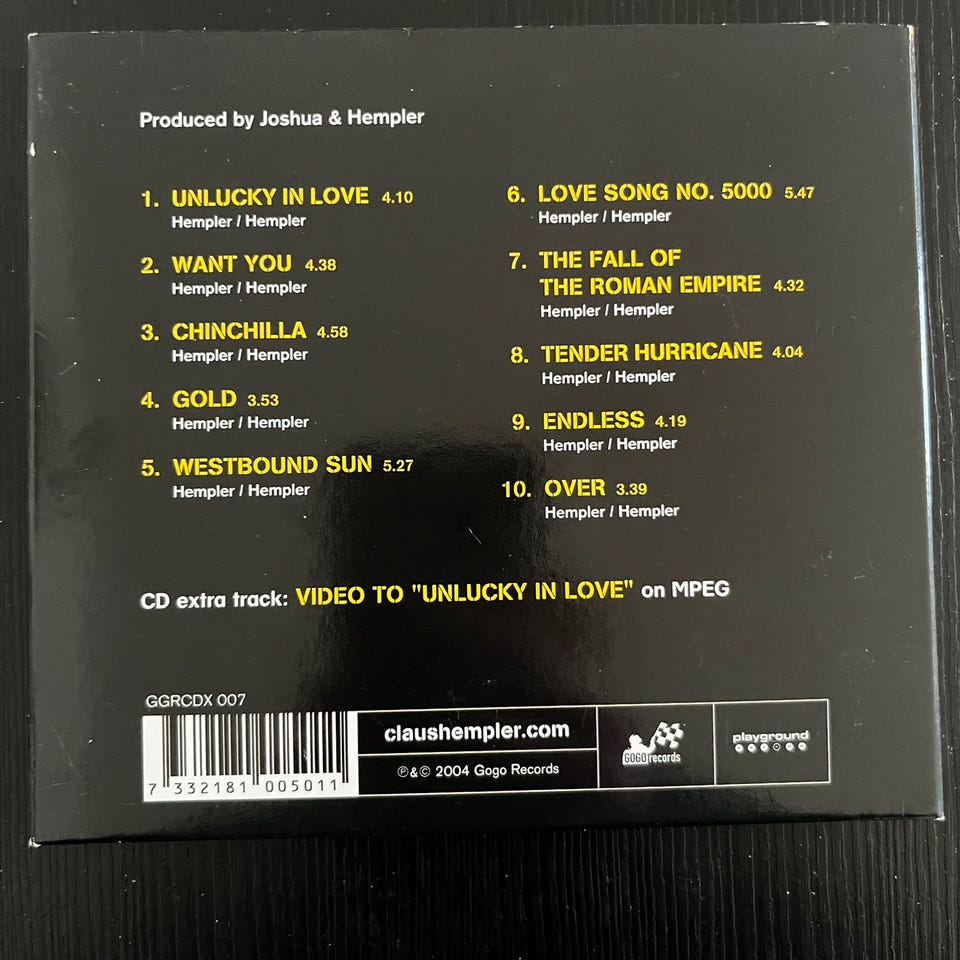 Produced by Joshua & Hempler
1. UNLUCKY IN LOVE 4.10
Hempler / Hempler
2. WANT YOU 4.38
Hempler / Hempler
3. CHINCHILLA 4.58
Hempler / Hempler
4. GOLD 3.53
Hempler / Hempler
5. WESTBOUND SUN 5.27
Hempler / Hempler
6. LOVE SONG NO. 5000 5.47
Hempler / Hempler
7. THE FALL OF
THE ROMAN EMPIRE 4.32
Hempler / Hempler
8. TENDER HURRICANE 4.04
Hempler / Hempler
9. ENDLESS 4.19
Hempler / Hempler
10. OVER 3.39
Hempler / Hempler
CD extra track: VIDEO TO "UNLUCKY IN LOVE" on MPEG
GGRCDX 007
7 332181 005011
claushempler.com
℗&© 2004 Gogo Records
GOGO records
playground